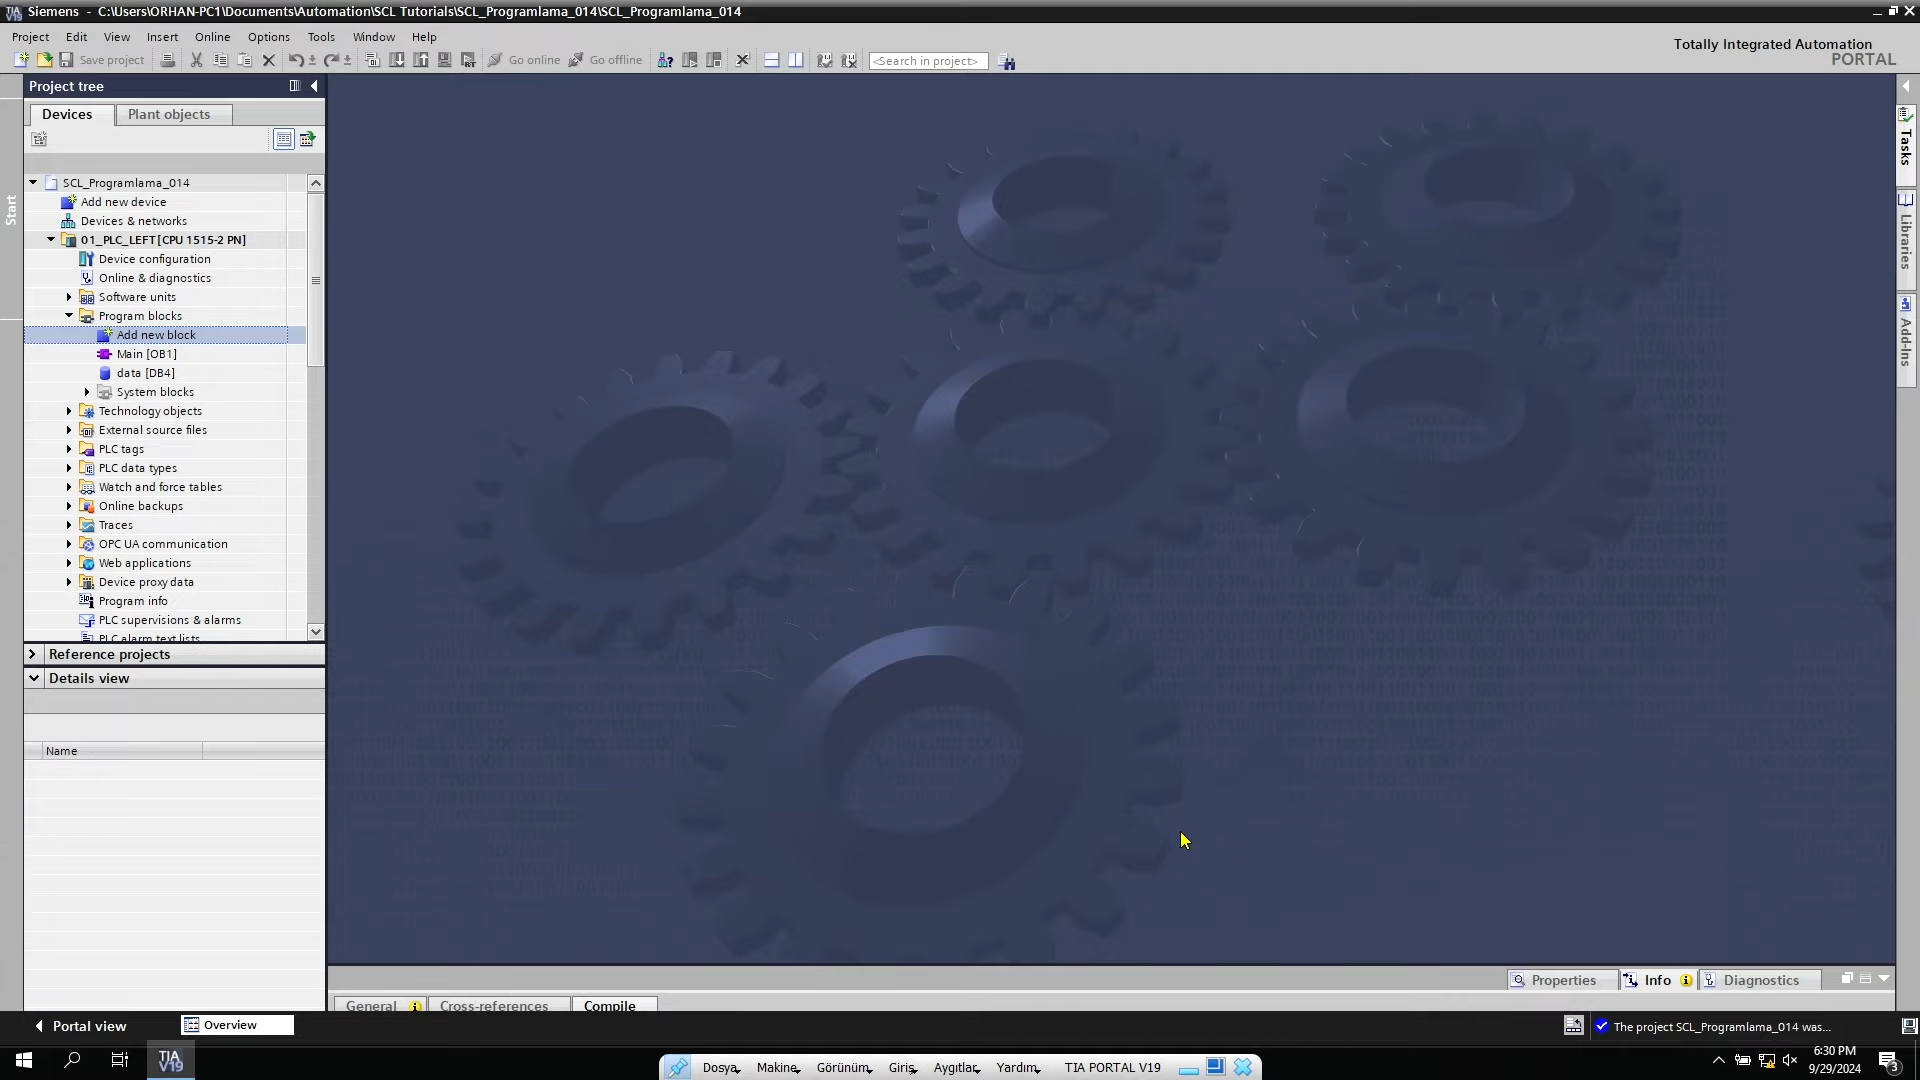 Siemens - C:\Users\ORHAN-PC1\Documents\Automation\SCL Tutorials\SCL_Programlama_014\SCL_Programlama_014
Project Edit View Insert Online Options Tools Window Help
Totally Integrated Automation
PORTAL
Save project
Go online
Go offline
<Search in project>
Project tree
Devices
Plant objects
Start
SCL_Programlama_014
Add new device
Devices & networks
01_PLC_LEFT [CPU 1515-2 PN]
Device configuration
Online & diagnostics
Software units
Program blocks
Add new block
Main [OB1]
data [DB4]
System blocks
Technology objects
External source files
PLC tags
PLC data types
Watch and force tables
Online backups
Traces
OPC UA communication
Web applications
Device proxy data
Program info
PLC supervisions & alarms
PLC alarm text lists
Reference projects
Details view
Name
Tasks
Libraries
Add-Ins
Properties
Info
Diagnostics
General
Cross-references
Compile
Portal view
Overview
The project SCL_Programlama_014 was...
TIA
V19
Dosya Makine Görünüm Giriş Aygıtlar Yardım TIA PORTAL V19
6:30 PM
9/29/2024
3